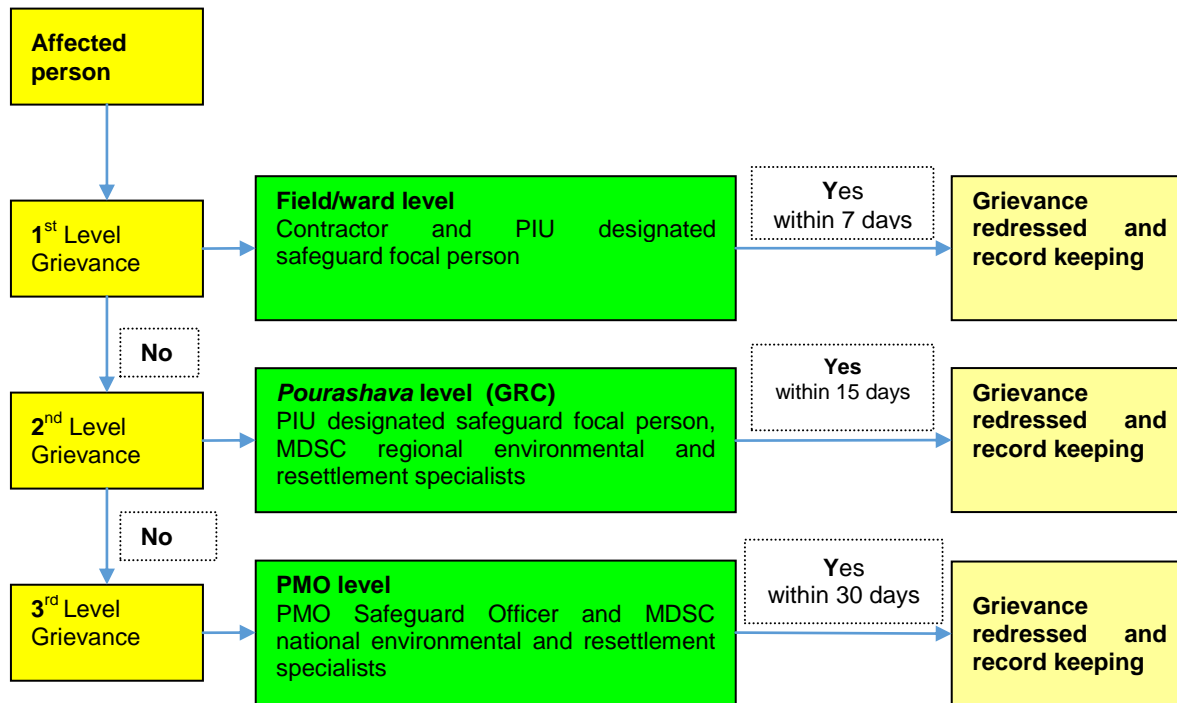 Affected
person
1st Level
Grievance
Field/ward level
Contractor and PIU designated
safeguard focal person
Yes
within 7 days
Grievance
redressed and
record keeping
No
2nd Level
Grievance
Pourashava level (GRC)
PIU designated safeguard focal person,
MDSC regional environmental and
resettlement specialists
Yes
within 15 days
Grievance
redressed and
record keeping
No
3rd Level
Grievance
PMO level
PMO Safeguard Officer and MDSC
national environmental and resettlement
specialists
Yes
within 30 days
Grievance
redressed and
record keeping